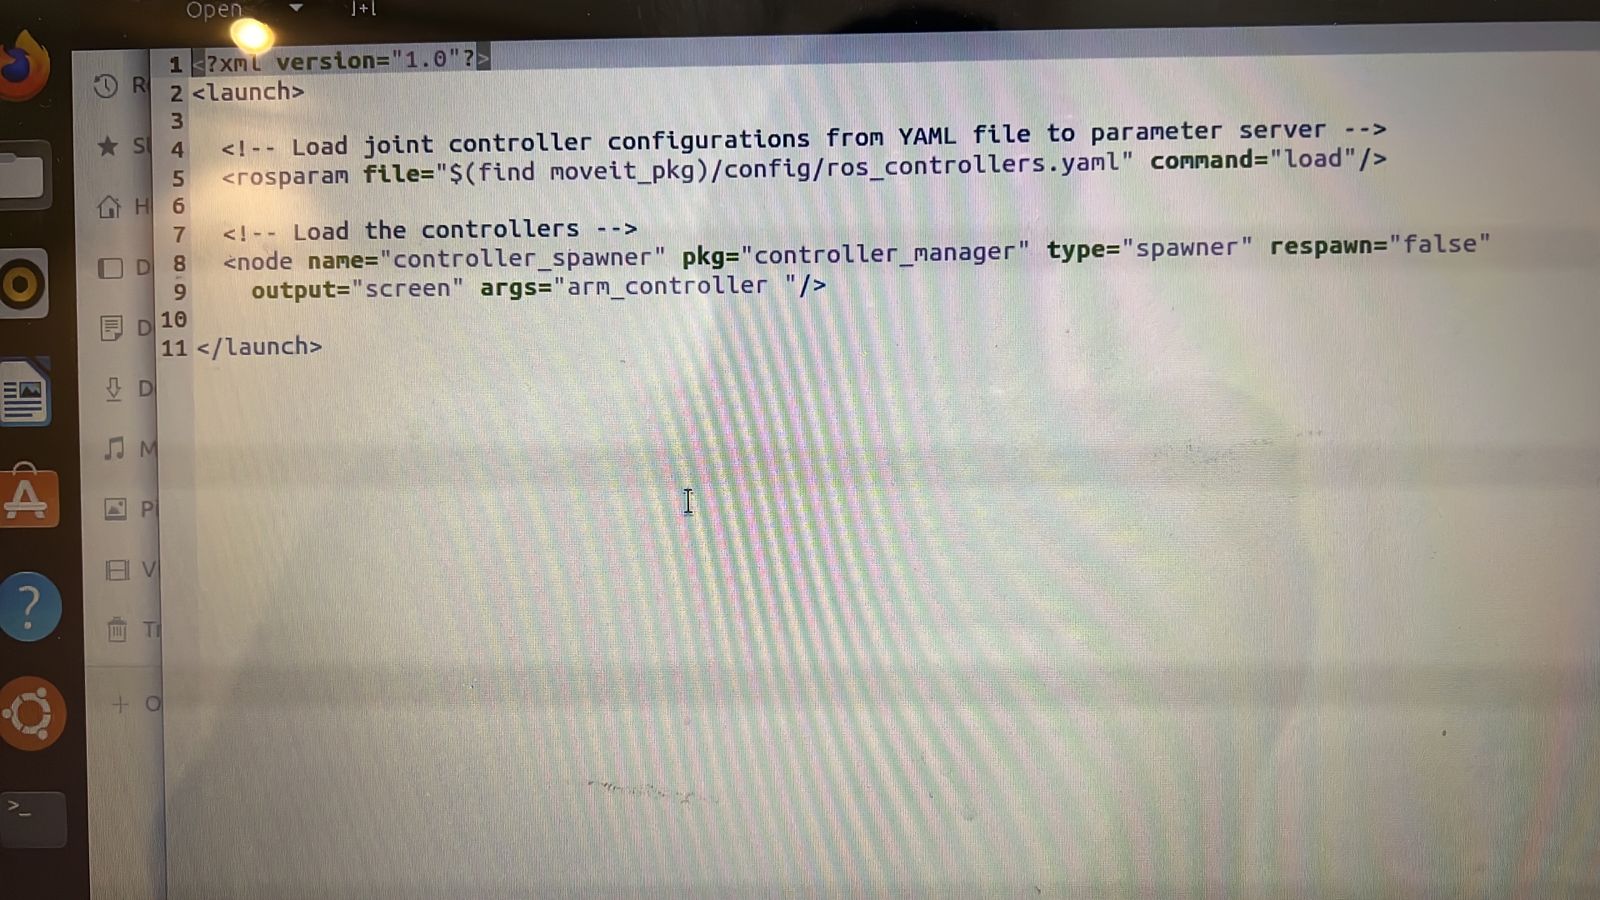 Open
1 <?xml version="1.0"?>
2 <launch>
3
4   <!-- Load joint controller configurations from YAML file to parameter server -->
5   <rosparam file="$(find moveit_pkg)/config/ros_controllers.yaml" command="load"/>
6
7   <!-- Load the controllers -->
8   <node name="controller_spawner" pkg="controller_manager" type="spawner" respawn="false"
9     output="screen" args="arm_controller "/>
10
11 </launch>